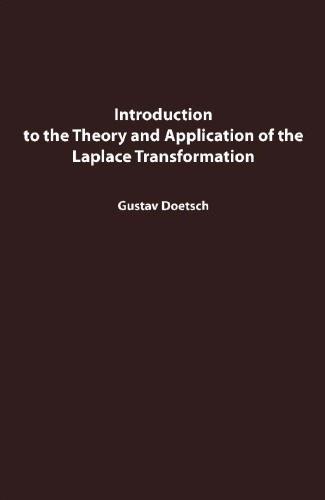 Introduction
to the Theory and Application of the
Laplace Transformation
Gustav Doetsch